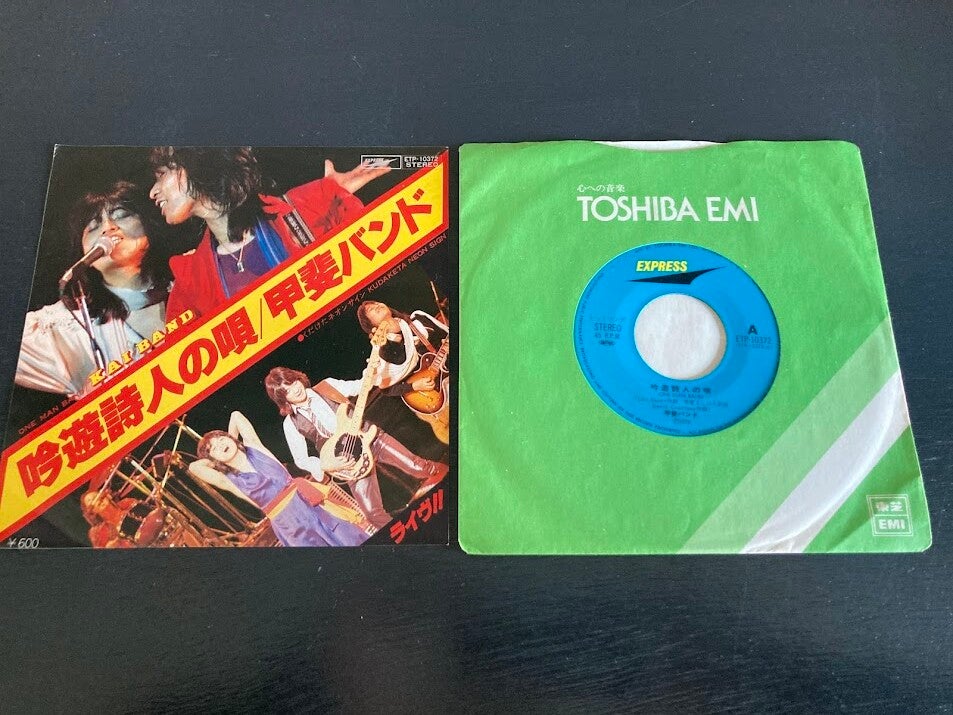 EXPRESS
ETP-10372
STEREO
吟遊詩人の唄/甲斐バンド
KAI BAND
ONE MAN BAND
●くだけたネオンサイン KUDAKETA NEON SIGN
ライヴ!!
¥600
心への音楽
TOSHIBA EMI
EXPRESS
STEREO
A
ETP-10372
吟遊詩人の唄
甲斐バンド
東芝
EMI